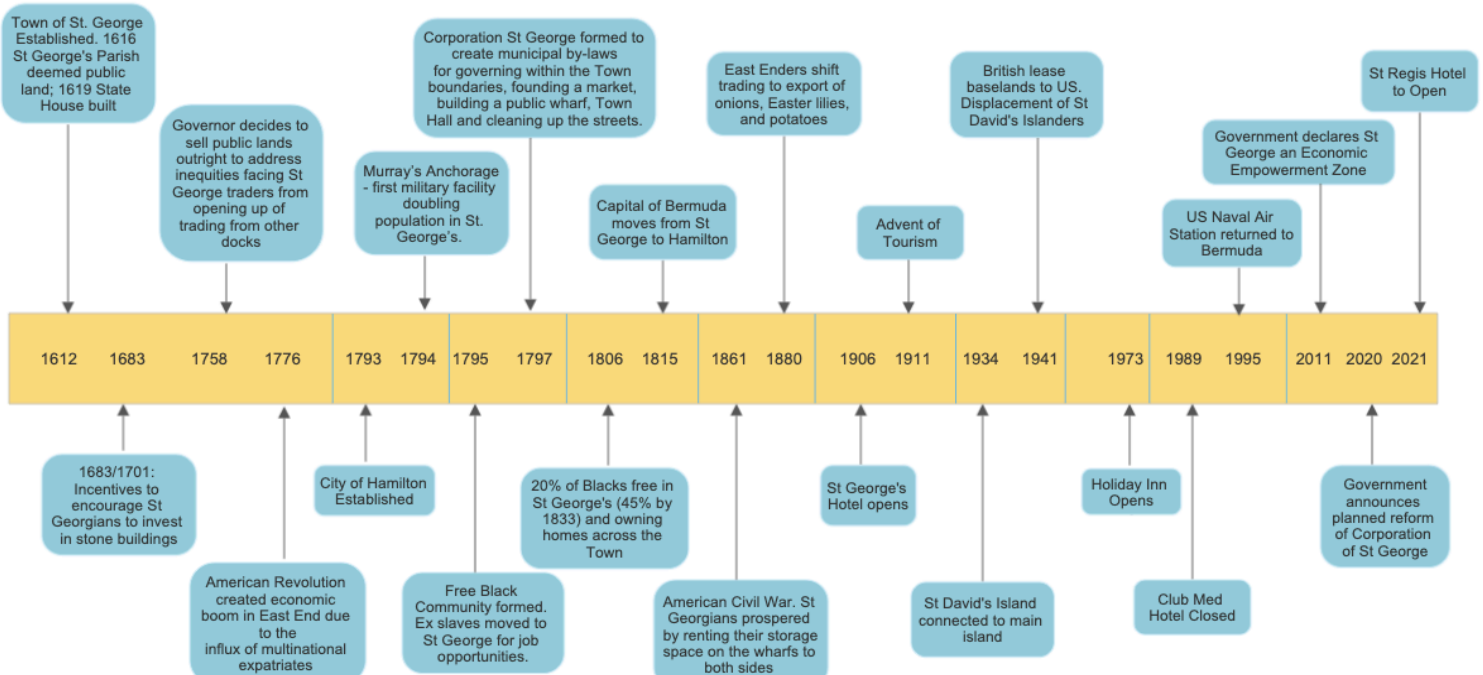 Town of St. George
Established. 1616
St George's Parish
deemed public
land; 1619 State
House built
Governor decides to
sell public lands
outright to address
inequities facing St
George traders from
opening up of
trading from other
docks
Murray's Anchorage
- first military facility
doubling
population in St.
George's.
Corporation St George formed to
create municipal by-laws
for governing within the Town
boundaries, founding a market,
building a public wharf, Town
Hall and cleaning up the streets.
Capital of Bermuda
moves from St
George to Hamilton
East Enders shift
trading to export of
onions, Easter lilies,
and potatoes
Advent of
Tourism
British lease
baselands to US.
Displacement of St
David's Islanders
US Naval Air
Station returned to
Bermuda
Government declares St
George an Economic
Empowerment Zone
St Regis Hotel
to Open
1612 1683 1758 1776 1793 1794 1795 1797 1806 1815 1861 1880 1906 1911 1934 1941 1973 1989 1995 2011 2020 2021
1683/1701:
Incentives to
encourage St
Georgians to invest
in stone buildings
American Revolution
created economic
boom in East End due
to the
influx of multinational
expatriates
City of Hamilton
Established
Free Black
Community formed.
Ex slaves moved to
St George for job
opportunities.
20% of Blacks free in
St George's (45% by
1833) and owning
homes across the
Town
American Civil War. St
Georgians prospered
by renting their storage
space on the wharfs to
both sides
St George's
Hotel opens
St David's Island
connected to main
island
Holiday Inn
Opens
Club Med
Hotel Closed
Government
announces
planned reform
of Corporation
of St George